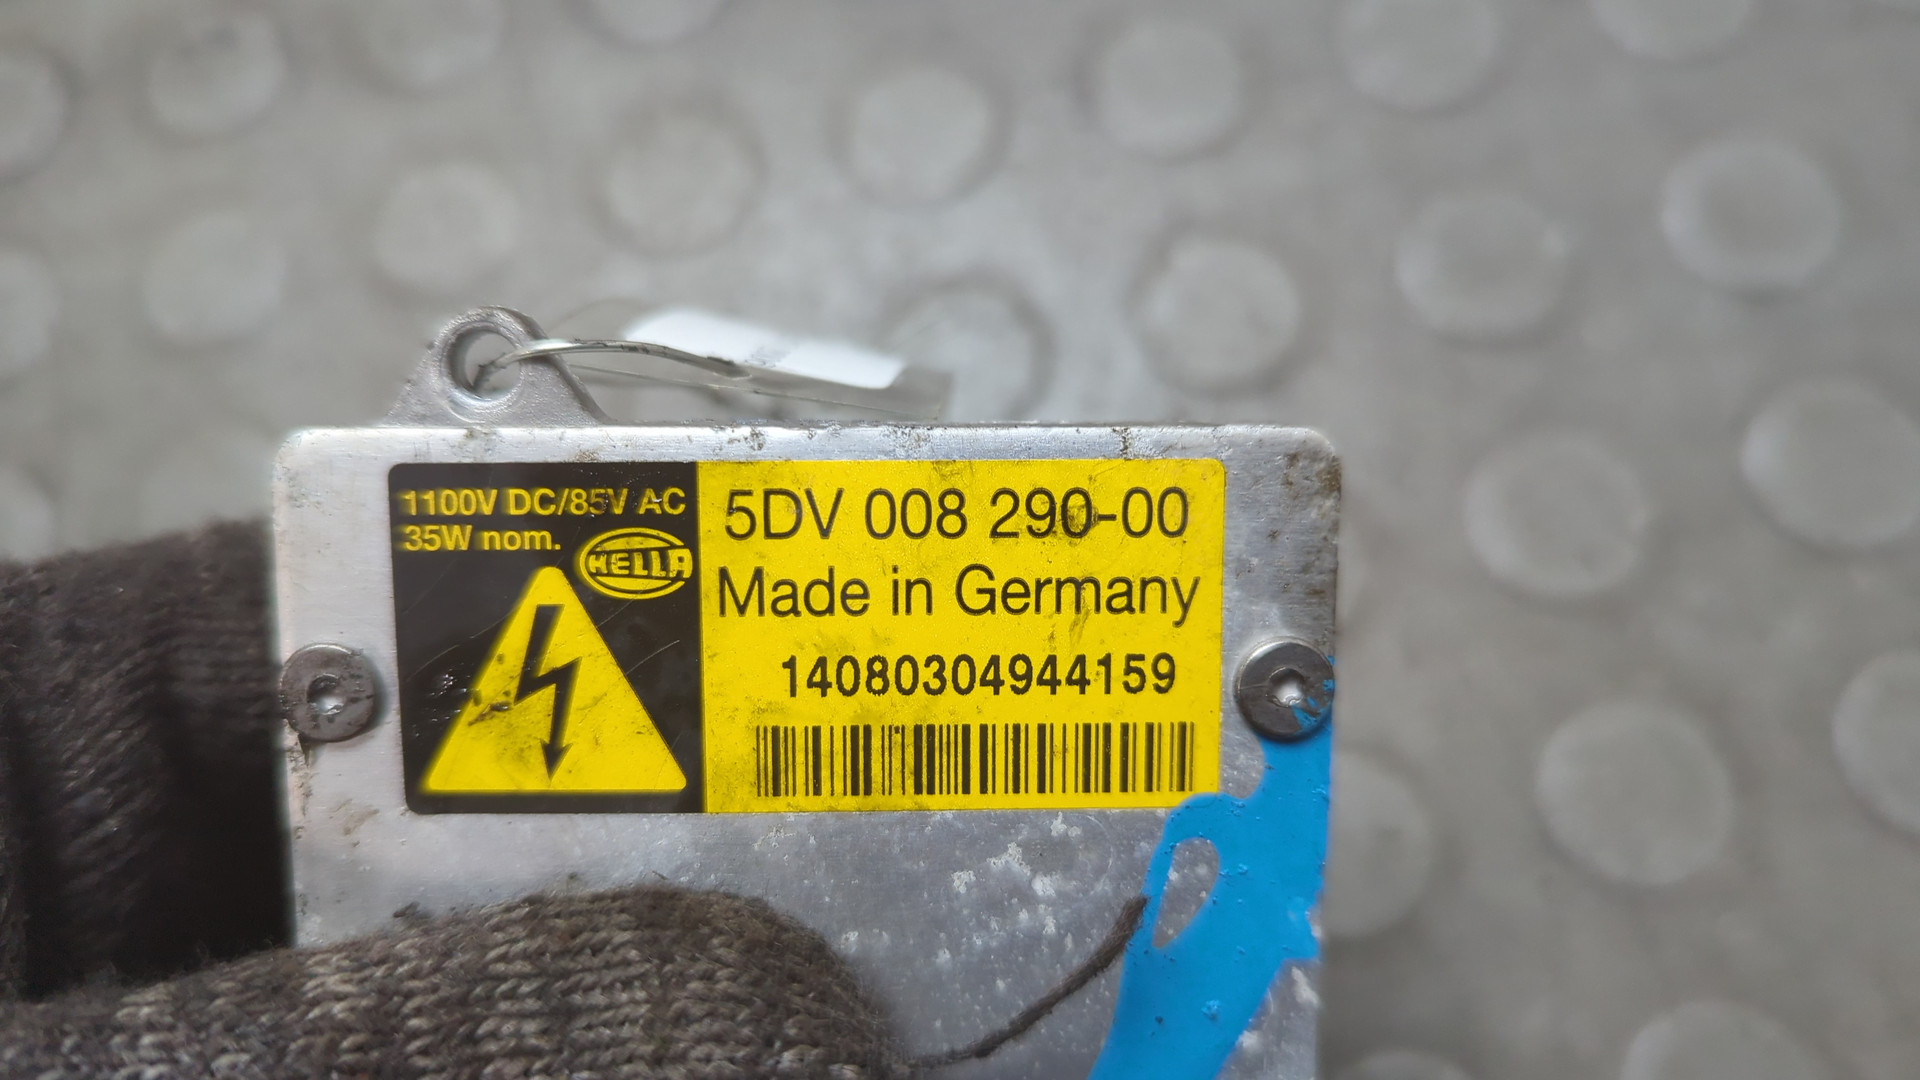 1100V DC/85V AC
35W nom.
HELLA
5DV 008 290-00
Made in Germany
14080304944159